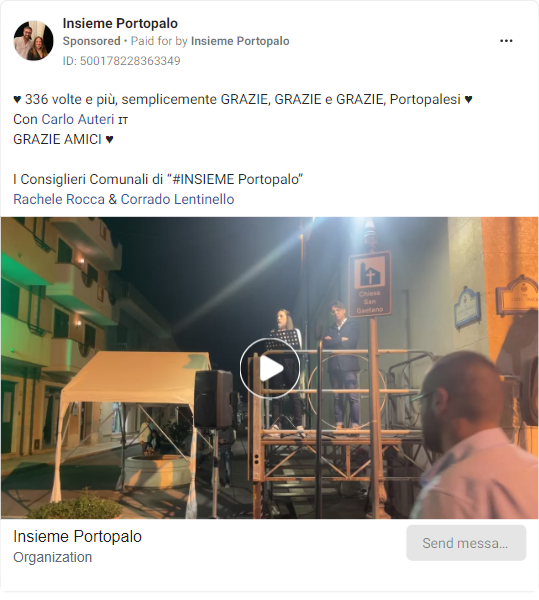 Insieme Portopalo
Sponsored • Paid for by Insieme Portopalo
ID: 500178228363349
♥ 336 volte e più, semplicemente GRAZIE, GRAZIE e GRAZIE, Portopalesi ♥
Con Carlo Auteri ɪᴛ
GRAZIE AMICI ♥
I Consiglieri Comunali di “#INSIEME Portopalo”
Rachele Rocca & Corrado Lentinello
Chiesa
San
Gaetano
Insieme Portopalo
Organization
Send messa...